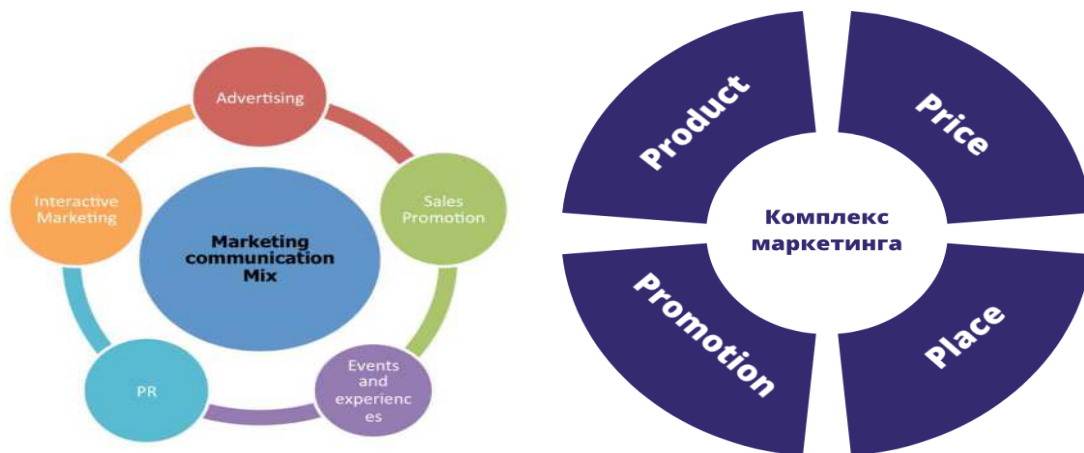 Advertising
Interactive
Marketing
Sales
Promotion
Marketing
communication
Mix
PR
Events
and
experienc
es
Product
Price
Комплекс
маркетинга
Promotion
Place